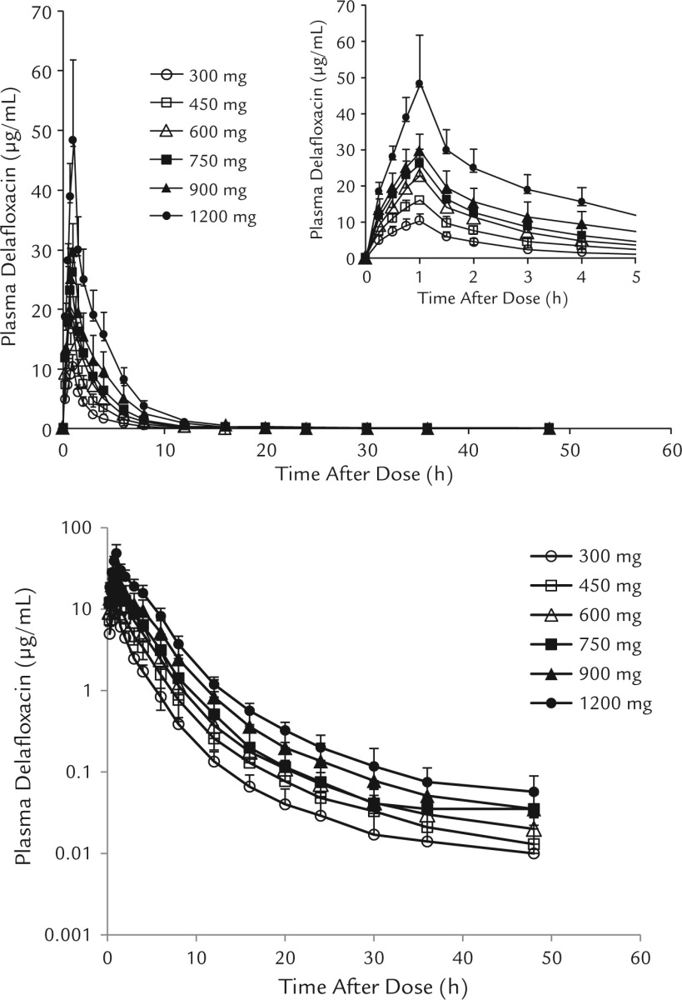 70
60
50
40
30
20
10
0
Plasma Delafloxacin (µg/mL)
0 10 20 30 40 50 60
Time After Dose (h)
300 mg
450 mg
600 mg
750 mg
900 mg
1200 mg
70
60
50
40
30
20
10
0
Plasma Delafloxacin (µg/mL)
0 1 2 3 4 5
Time After Dose (h)
100
10
1
0.1
0.01
0.001
Plasma Delafloxacin (µg/mL)
0 10 20 30 40 50 60
Time After Dose (h)
300 mg
450 mg
600 mg
750 mg
900 mg
1200 mg